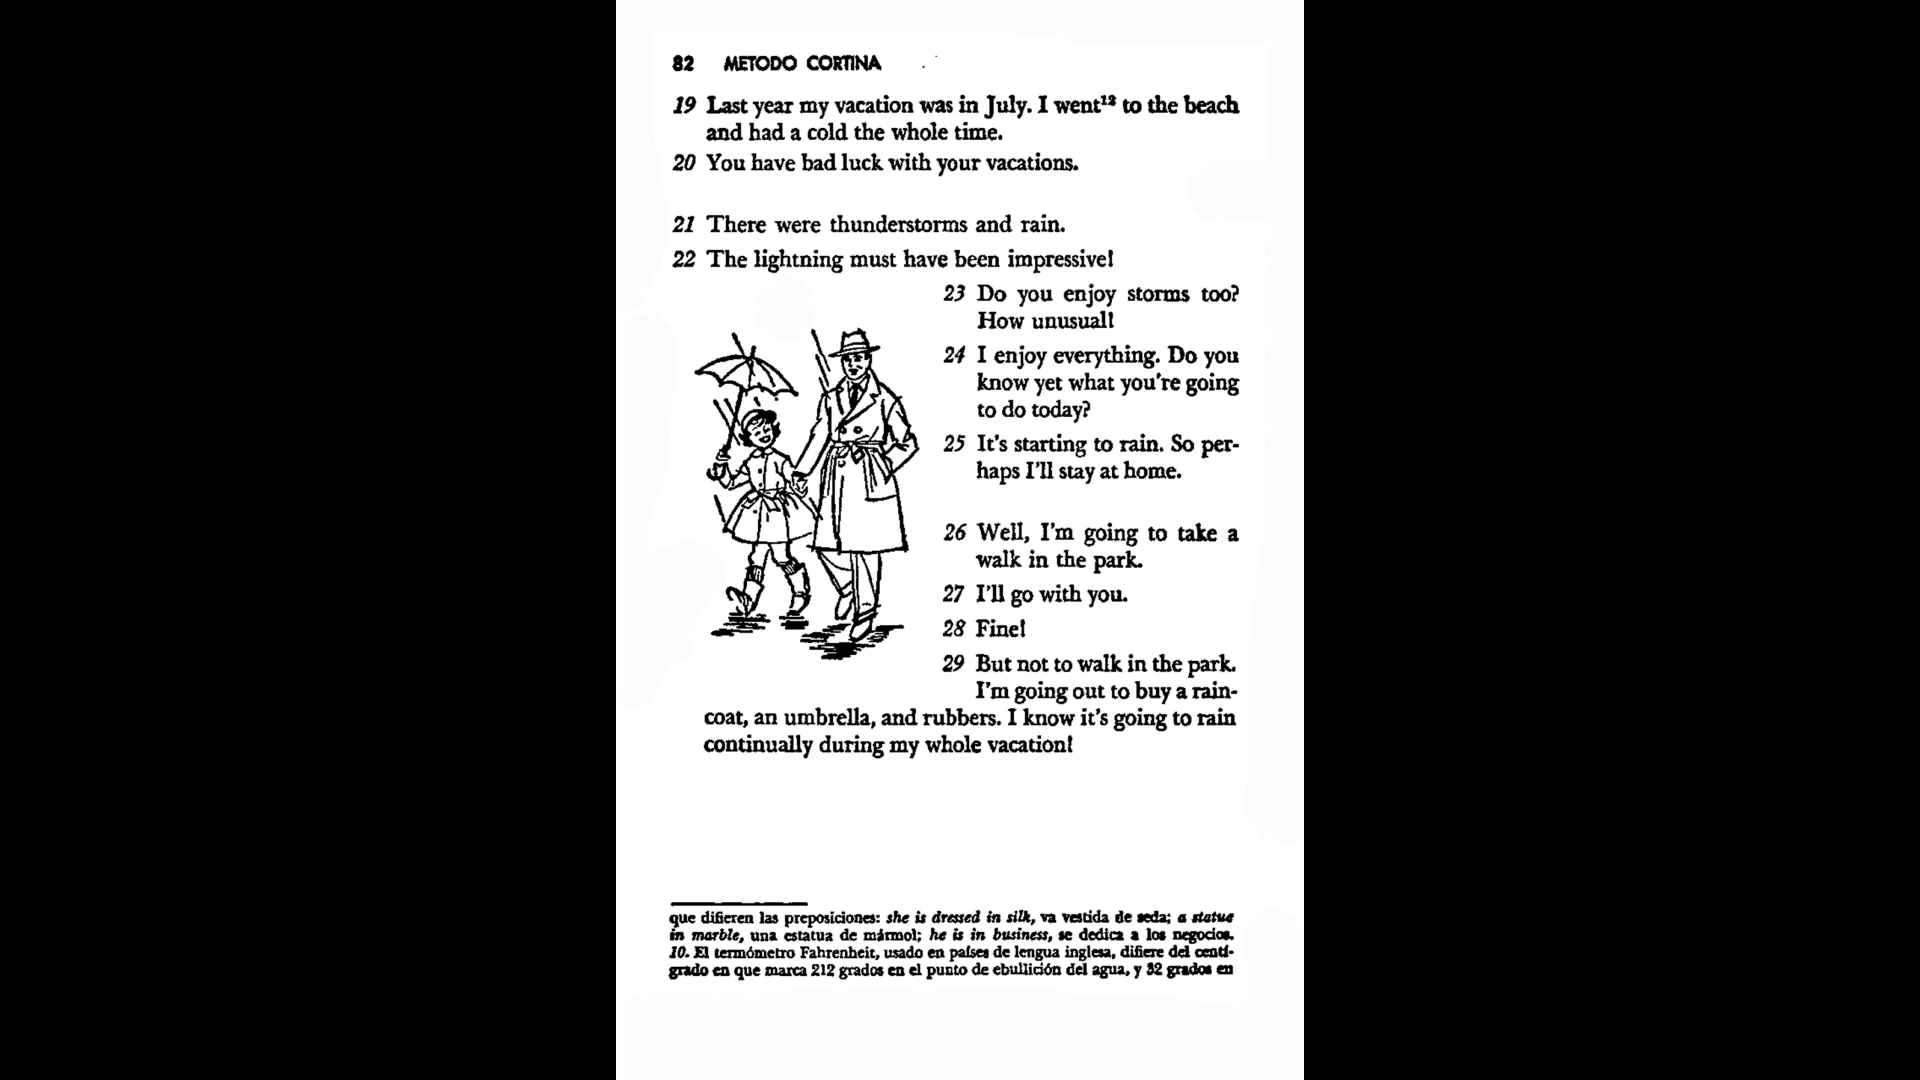 82 METODO CORTINA
19 Last year my vacation was in July. I went¹² to the beach
and had a cold the whole time.
20 You have bad luck with your vacations.
21 There were thunderstorms and rain.
22 The lightning must have been impressive!
23 Do you enjoy storms too?
How unusual!
24 I enjoy everything. Do you
know yet what you're going
to do today?
25 It's starting to rain. So per-
haps I'll stay at home.
26 Well, I'm going to take a
walk in the park.
27 I'll go with you.
28 Fine!
29 But not to walk in the park.
I'm going out to buy a rain-
coat, an umbrella, and rubbers. I know it's going to rain
continually during my whole vacation!
que difieren las preposiciones: she is dressed in silk, va vestida de seda; a statue
in marble, una estatua de mármol; he is in business, se dedica a los negocios.
10. El termómetro Fahrenheit, usado en países de lengua inglesa, difiere del centí-
grado en que marca 212 grados en el punto de ebullición del agua, y 32 grados en